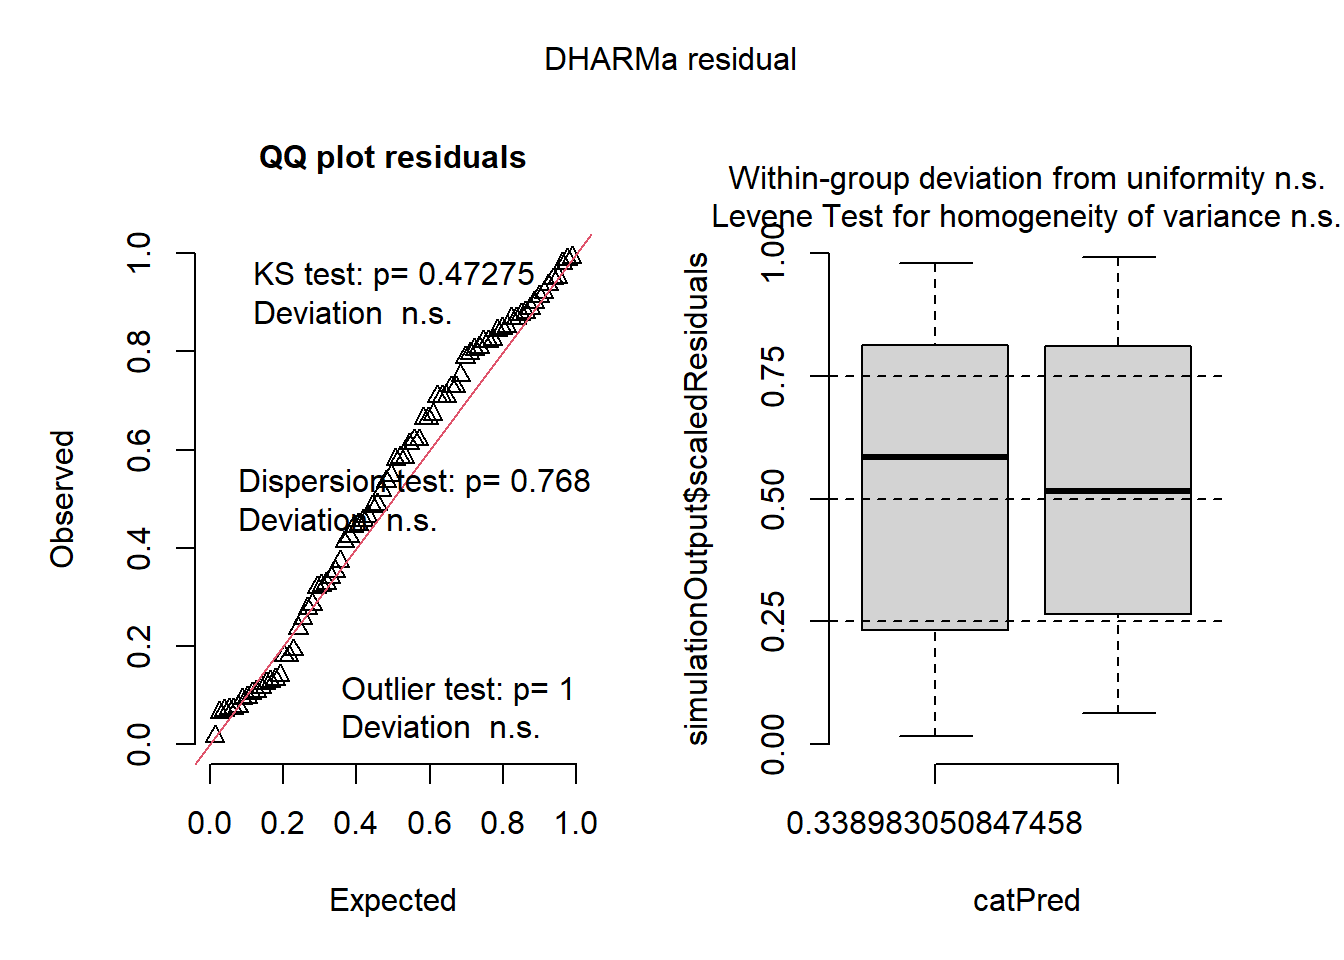 DHARMa residual
QQ plot residuals
KS test: p= 0.47275
Deviation  n.s.
Dispersion test: p= 0.768
Deviation  n.s.
Outlier test: p= 1
Deviation  n.s.
Observed
0.0 0.2 0.4 0.6 0.8 1.0
0.0 0.2 0.4 0.6 0.8 1.0
Expected
Within-group deviation from uniformity n.s.
Levene Test for homogeneity of variance n.s.
simulationOutput$scaledResiduals
0.00 0.25 0.50 0.75 1.00
0.338983050847458
catPred